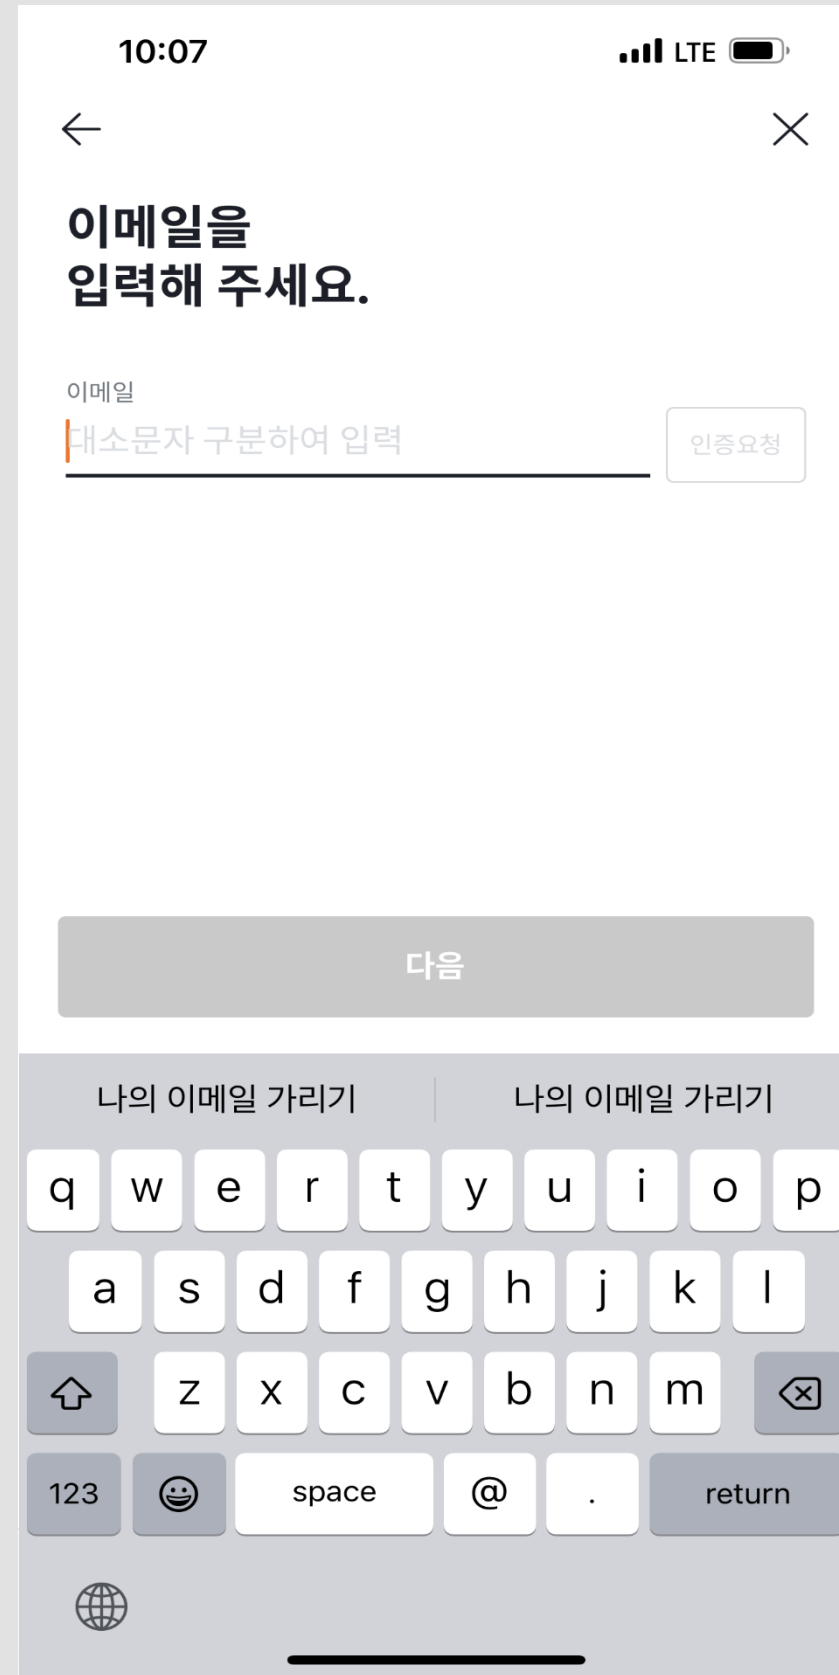 10:07 LTE
이메일을
입력해 주세요.
이메일
대소문자 구분하여 입력 인증요청
다음
나의 이메일 가리기 나의 이메일 가리기
q w e r t y u i o p
a s d f g h j k l
z x c v b n m
123 space @ . return